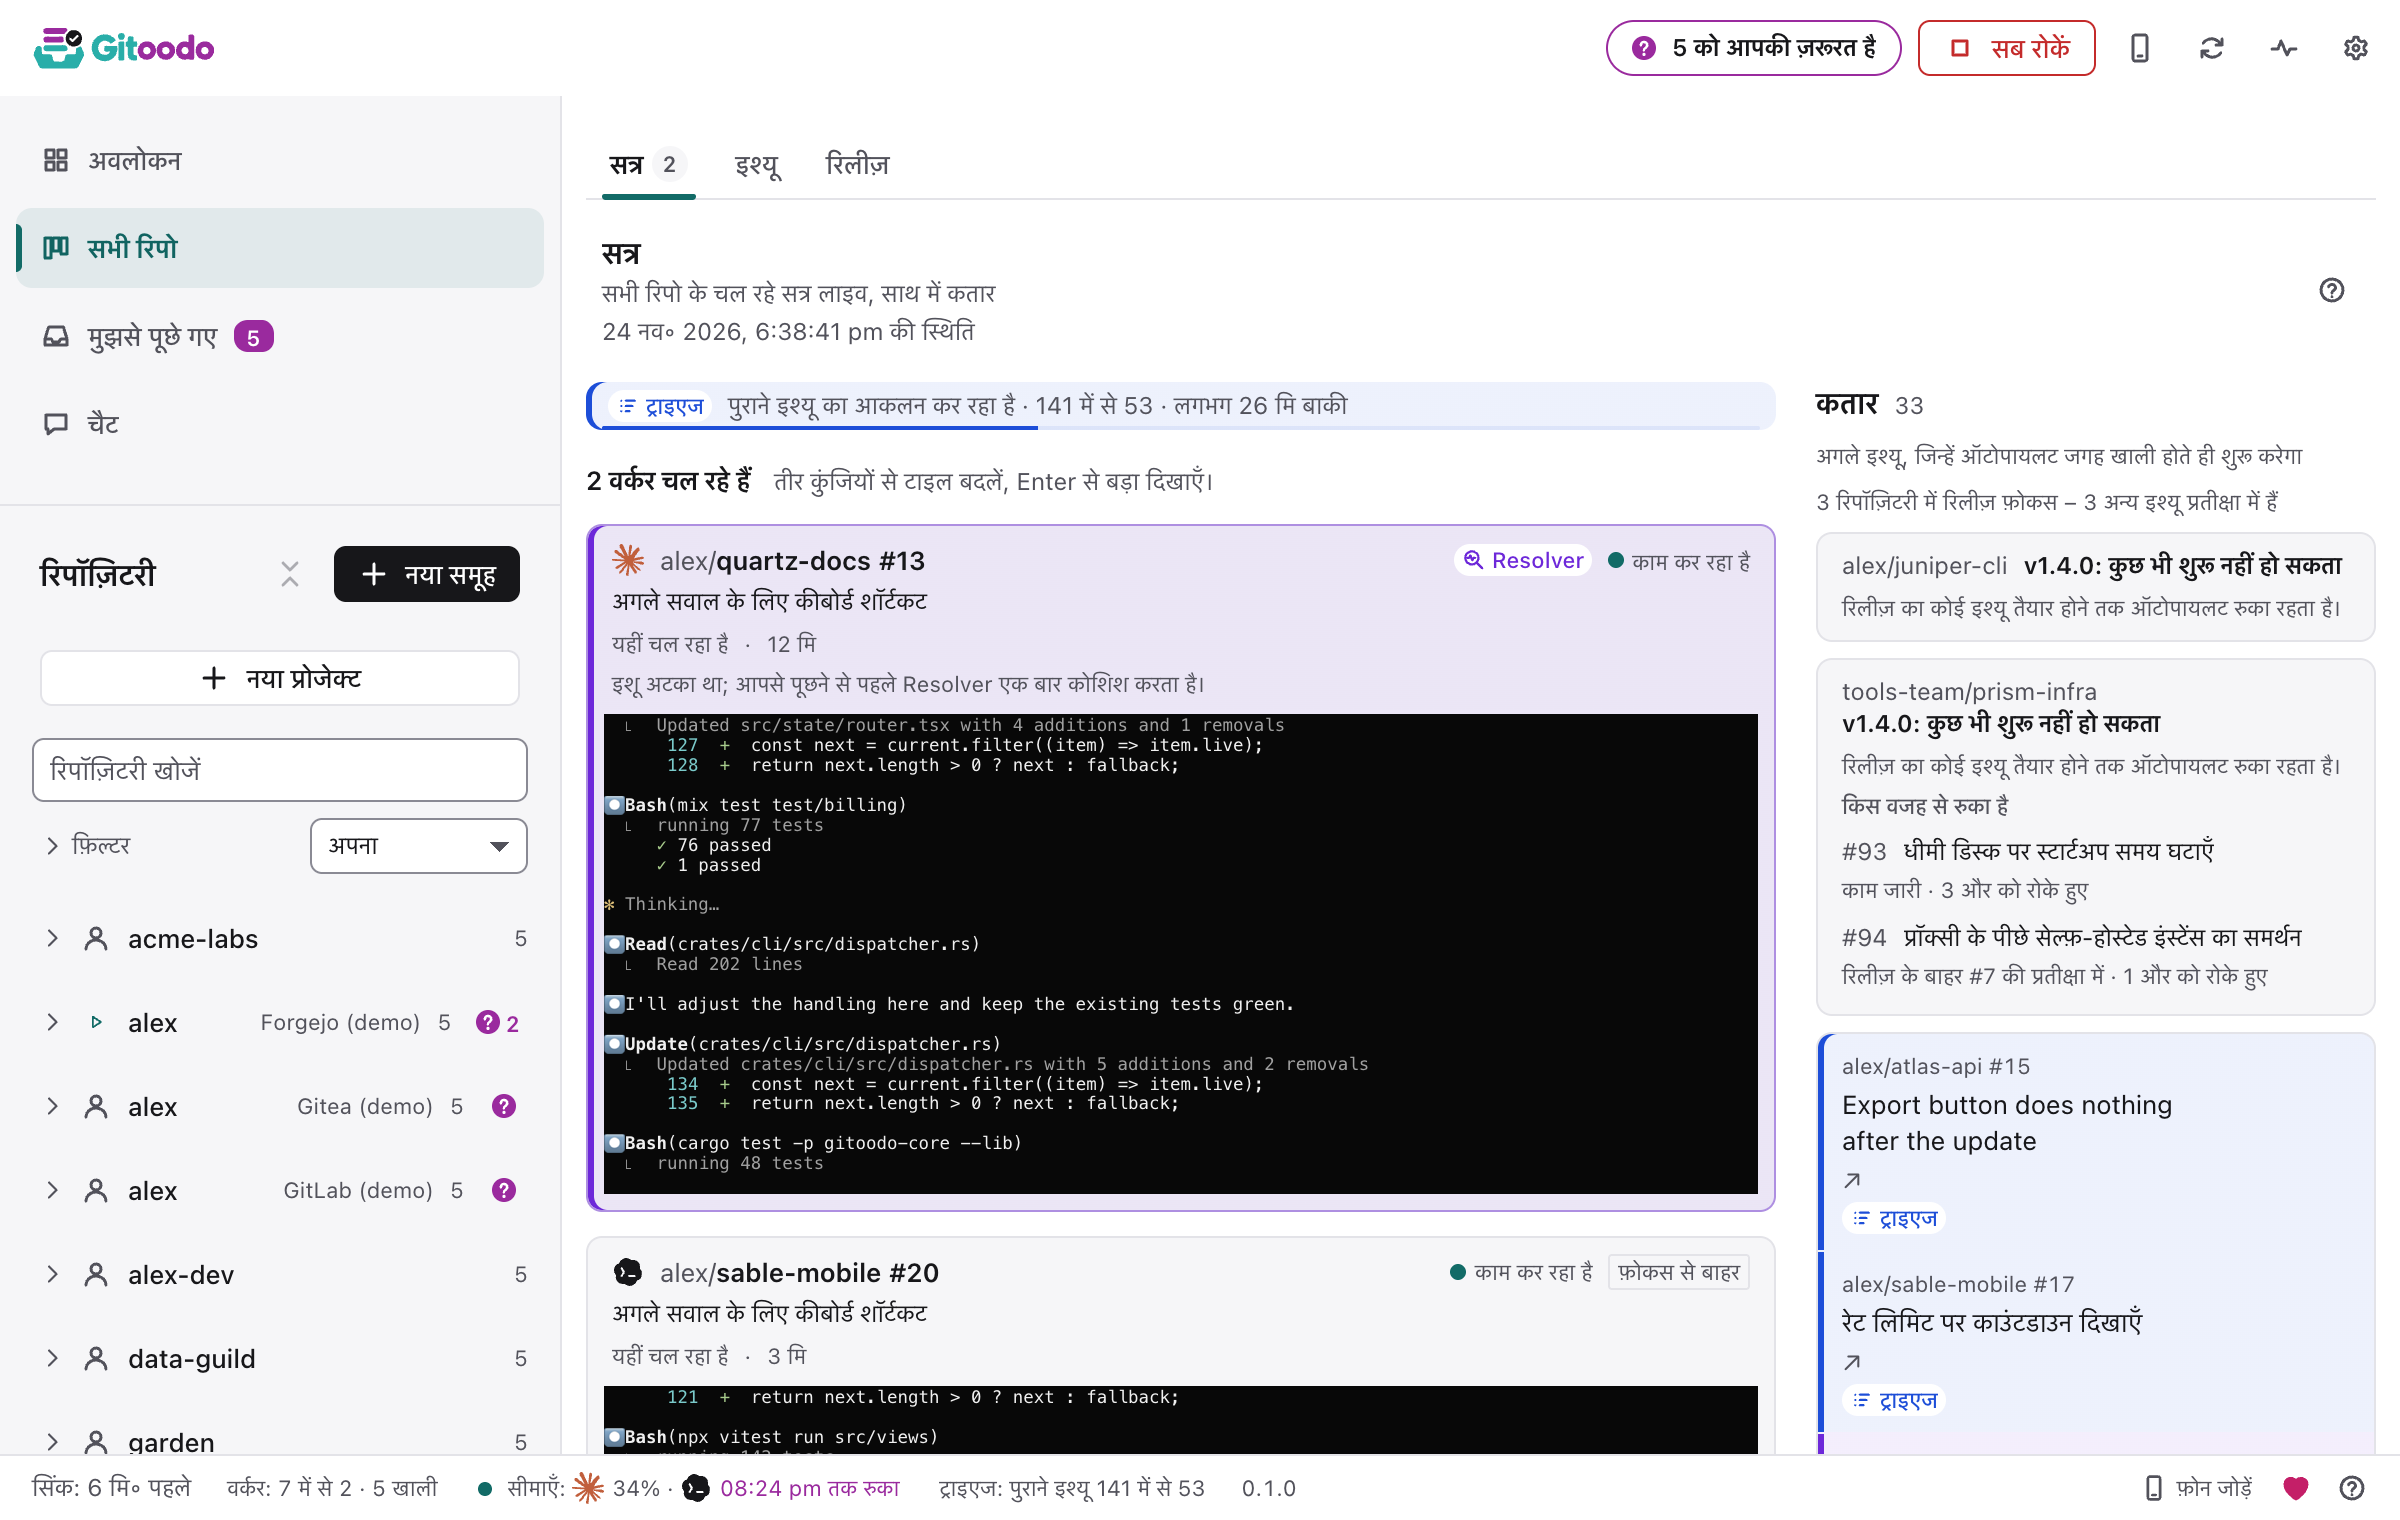 Gitoodo
5 को आपकी ज़रूरत है
सब रोकें
अवलोकन
सभी रिपो
मुझसे पूछे गए 5
चैट
रिपॉज़िटरी
नया समूह
नया प्रोजेक्ट
रिपॉज़िटरी खोजें
फ़िल्टर
अपना
acme-labs 5
alex Forgejo (demo) 5 ? 2
alex Gitea (demo) 5 ?
alex GitLab (demo) 5 ?
alex-dev 5
data-guild 5
garden 5
सत्र 2
इश्यू
रिलीज़
सत्र
सभी रिपो के चल रहे सत्र लाइव, साथ में कतार
24 नव॰ 2026, 6:38:41 pm की स्थिति
ट्राइएज पुराने इश्यू का आकलन कर रहा है · 141 में से 53 · लगभग 26 मि बाकी
2 वर्कर चल रहे हैं तीर कुंजियों से टाइल बदलें, Enter से बड़ा दिखाएँ।
alex/quartz-docs #13
Resolver
काम कर रहा है
अगले सवाल के लिए कीबोर्ड शॉर्टकट
यहीं चल रहा है · 12 मि
इशू अटका था; आपसे पूछने से पहले Resolver एक बार कोशिश करता है।
Updated src/state/router.tsx with 4 additions and 1 removals
127 + const next = current.filter((item) => item.live);
128 + return next.length > 0 ? next : fallback;
Bash(mix test test/billing)
running 77 tests
✓ 76 passed
✓ 1 passed
✻ Thinking…
Read(crates/cli/src/dispatcher.rs)
Read 202 lines
I'll adjust the handling here and keep the existing tests green.
Update(crates/cli/src/dispatcher.rs)
Updated crates/cli/src/dispatcher.rs with 5 additions and 2 removals
134 + const next = current.filter((item) => item.live);
135 + return next.length > 0 ? next : fallback;
Bash(cargo test -p gitoodo-core --lib)
running 48 tests
alex/sable-mobile #20
काम कर रहा है
फ़ोकस से बाहर
अगले सवाल के लिए कीबोर्ड शॉर्टकट
यहीं चल रहा है · 3 मि
121 + return next.length > 0 ? next : fallback;
Bash(npx vitest run src/views)
कतार 33
अगले इश्यू, जिन्हें ऑटोपायलट जगह खाली होते ही शुरू करेगा
3 रिपॉज़िटरी में रिलीज़ फ़ोकस – 3 अन्य इश्यू प्रतीक्षा में हैं
alex/juniper-cli v1.4.0: कुछ भी शुरू नहीं हो सकता
रिलीज़ का कोई इश्यू तैयार होने तक ऑटोपायलट रुका रहता है।
tools-team/prism-infra
v1.4.0: कुछ भी शुरू नहीं हो सकता
रिलीज़ का कोई इश्यू तैयार होने तक ऑटोपायलट रुका रहता है।
किस वजह से रुका है
#93 धीमी डिस्क पर स्टार्टअप समय घटाएँ
काम जारी · 3 और को रोके हुए
#94 प्रॉक्सी के पीछे सेल्फ़-होस्टेड इंस्टेंस का समर्थन
रिलीज़ के बाहर #7 की प्रतीक्षा में · 1 और को रोके हुए
alex/atlas-api #15
Export button does nothing
after the update
ट्राइएज
alex/sable-mobile #17
रेट लिमिट पर काउंटडाउन दिखाएँ
ट्राइएज
सिंक: 6 मि॰ पहले
वर्कर: 7 में से 2 · 5 खाली
सीमाएँ: 34% · 08:24 pm तक रुका
ट्राइएज: पुराने इश्यू 141 में से 53
0.1.0
फ़ोन जोड़ें